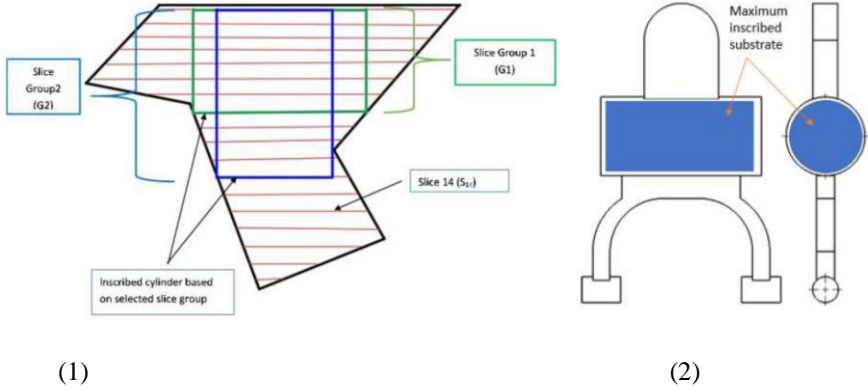 Slice
Group2
(G2)
Slice Group 1
(G1)
Slice 14 (S₁₄)
Inscribed cylinder based
on selected slice group
(1)
Maximum
inscribed
substrate
(2)